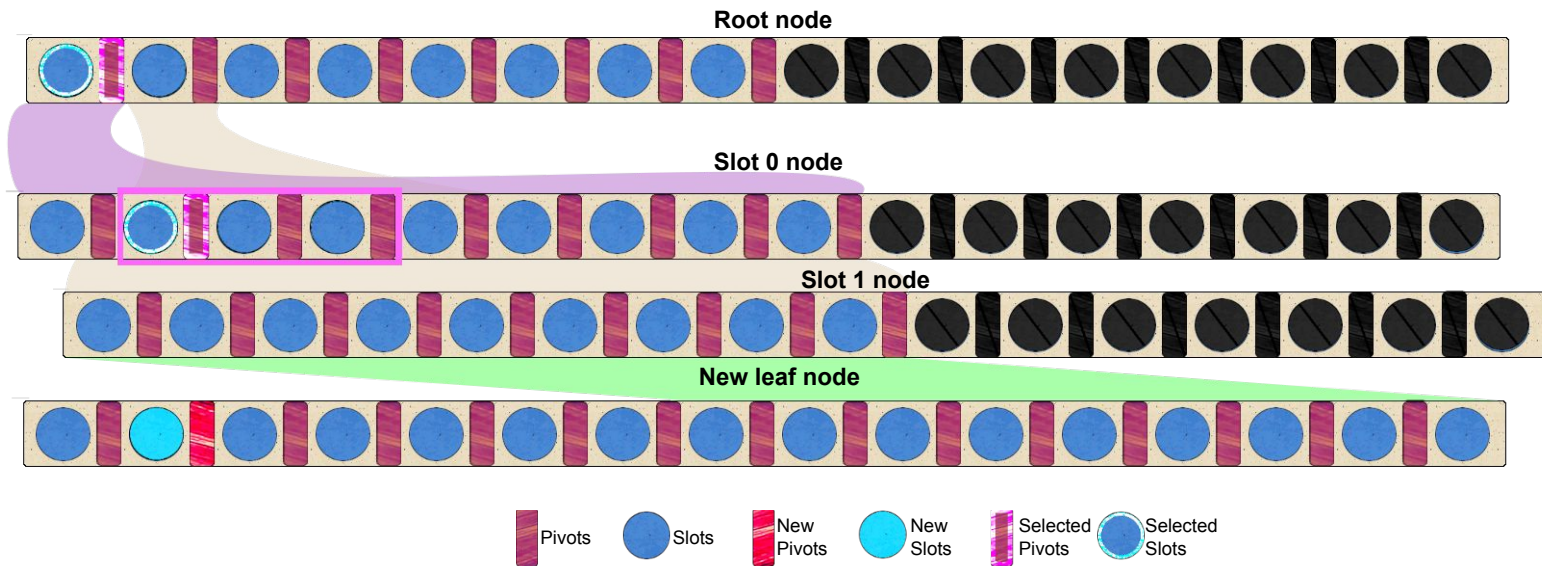 Root node
Slot 0 node
Slot 1 node
New leaf node
Pivots
Slots
New
Pivots
New
Slots
Selected
Pivots
Selected
Slots